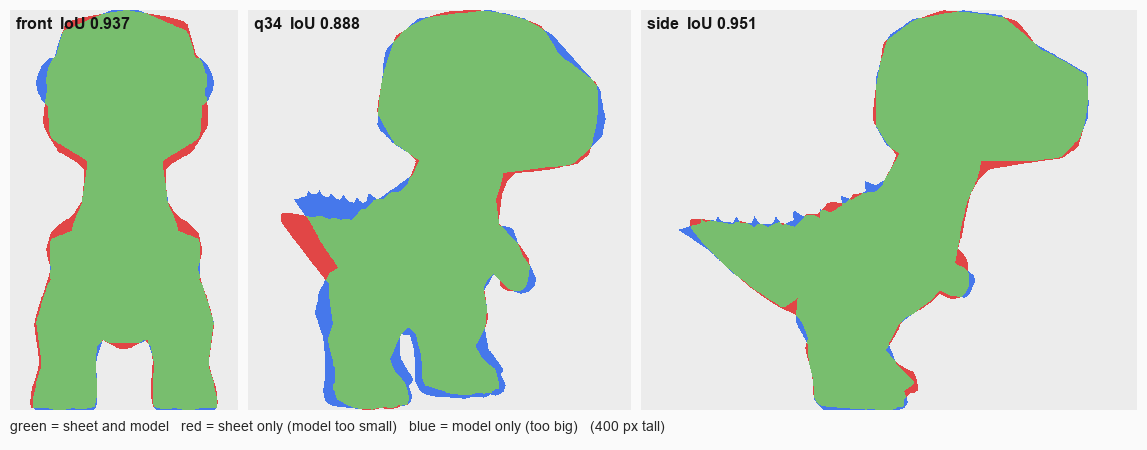 front IoU 0.937
q34 IoU 0.888
side IoU 0.951
green = sheet and model red = sheet only (model too small) blue = model only (too big) (400 px tall)